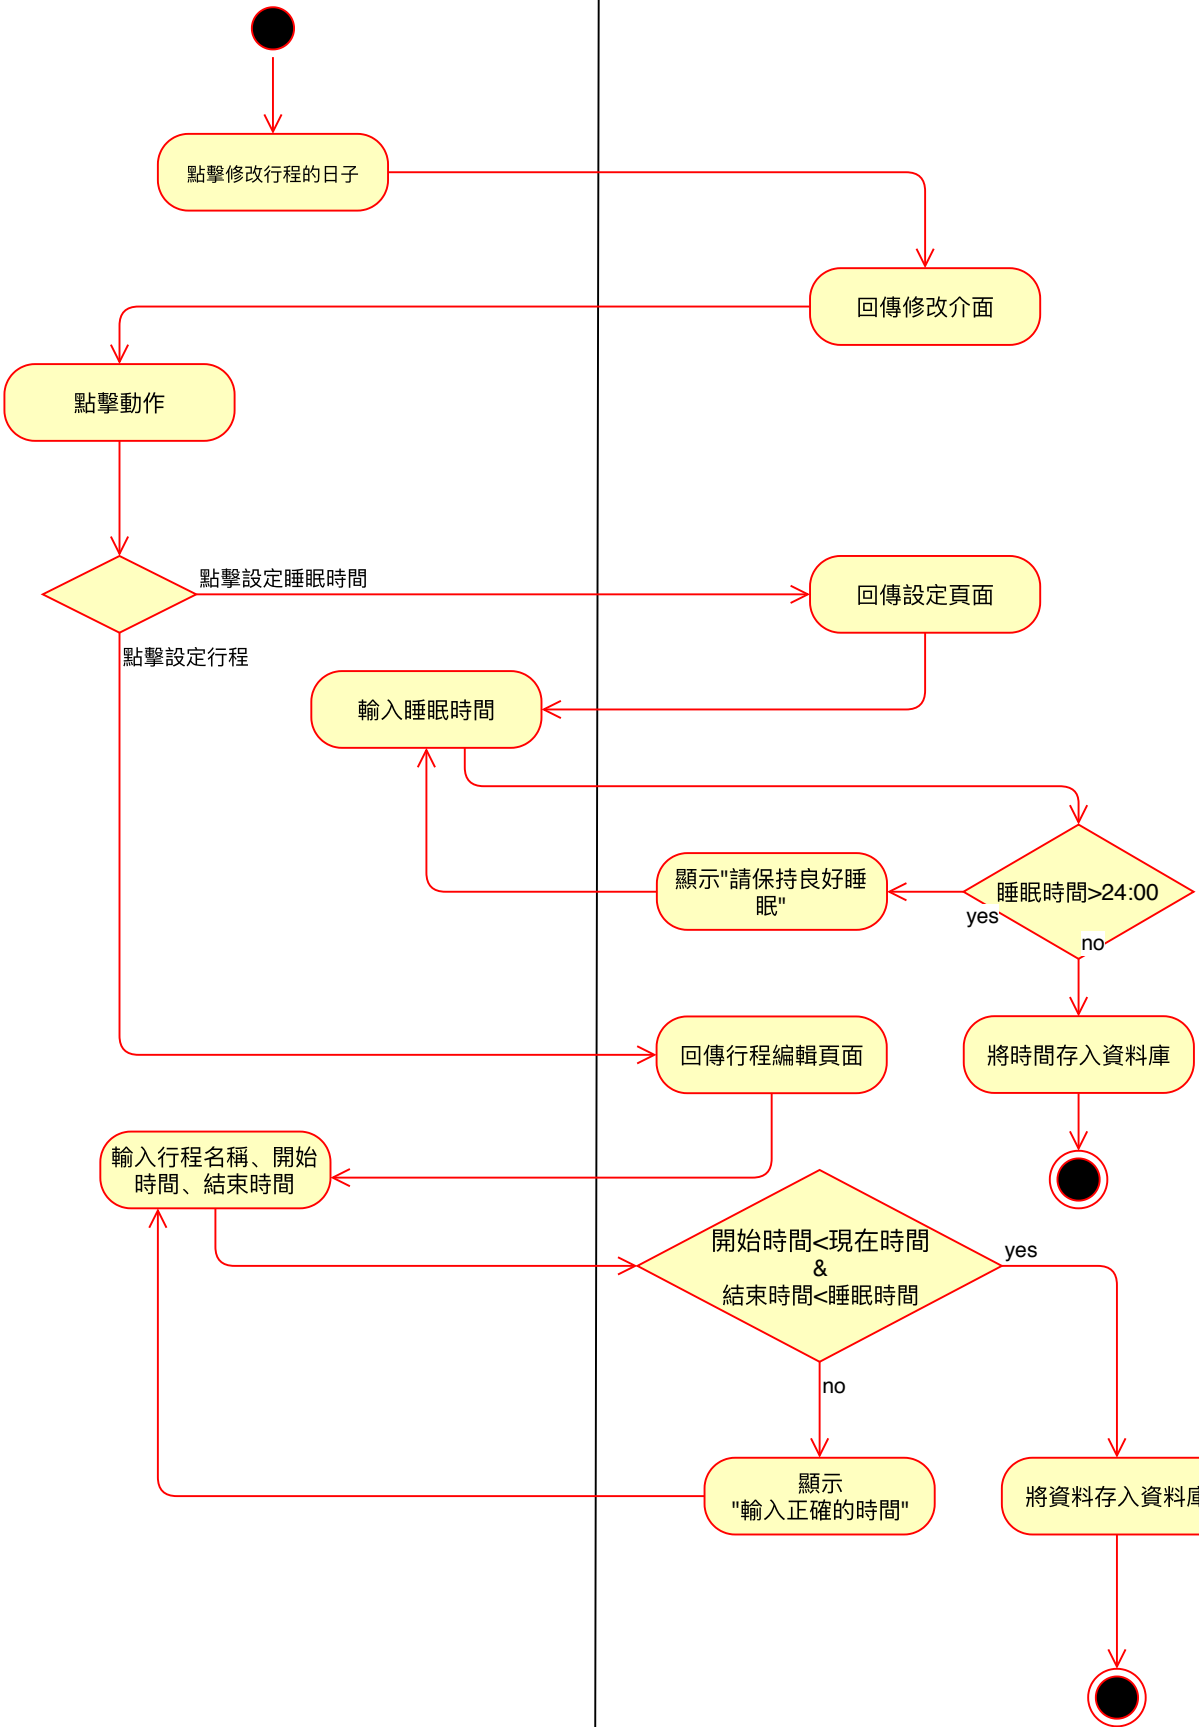 點擊修改行程的日子
回傳修改介面
點擊動作
點擊設定睡眠時間
回傳設定頁面
點擊設定行程
輸入睡眠時間
顯示"請保持良好睡
眠"
睡眠時間>24:00
yes
no
回傳行程編輯頁面
將時間存入資料庫
輸入行程名稱、開始
時間、結束時間
開始時間<現在時間
&
結束時間<睡眠時間
yes
no
顯示
"輸入正確的時間"
將資料存入資料庫